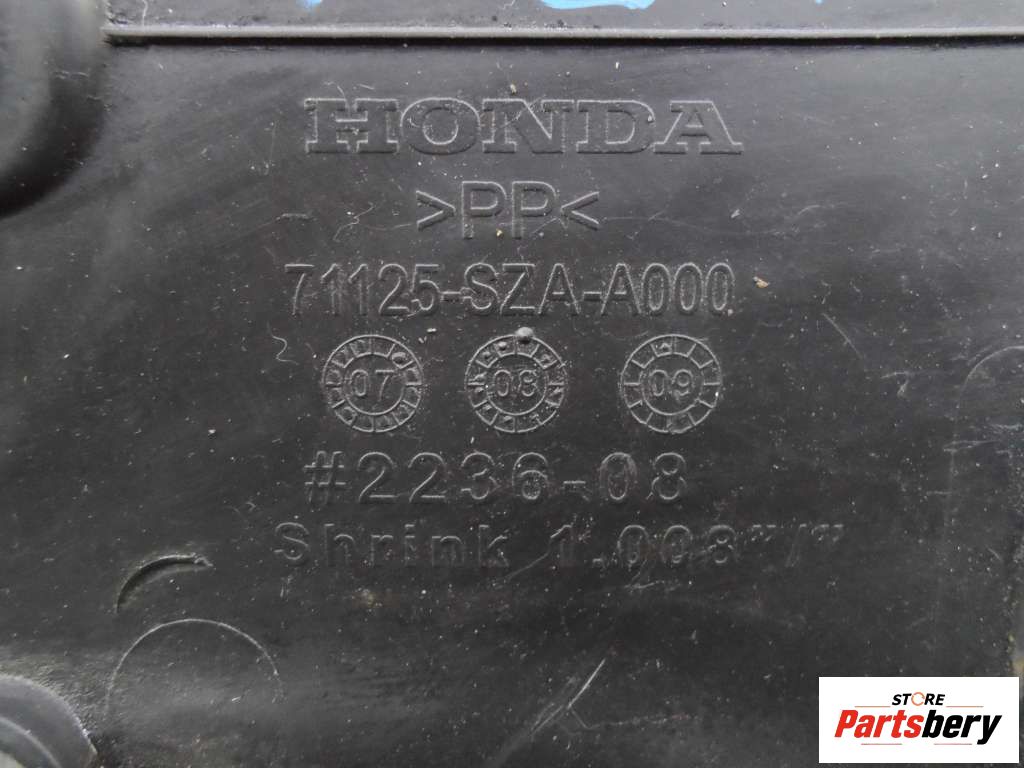 HONDA
>PP<
71125-SZA-A000
07 08 09
#2236-08
Shrink 1.008"/"
STORE
Partsbery